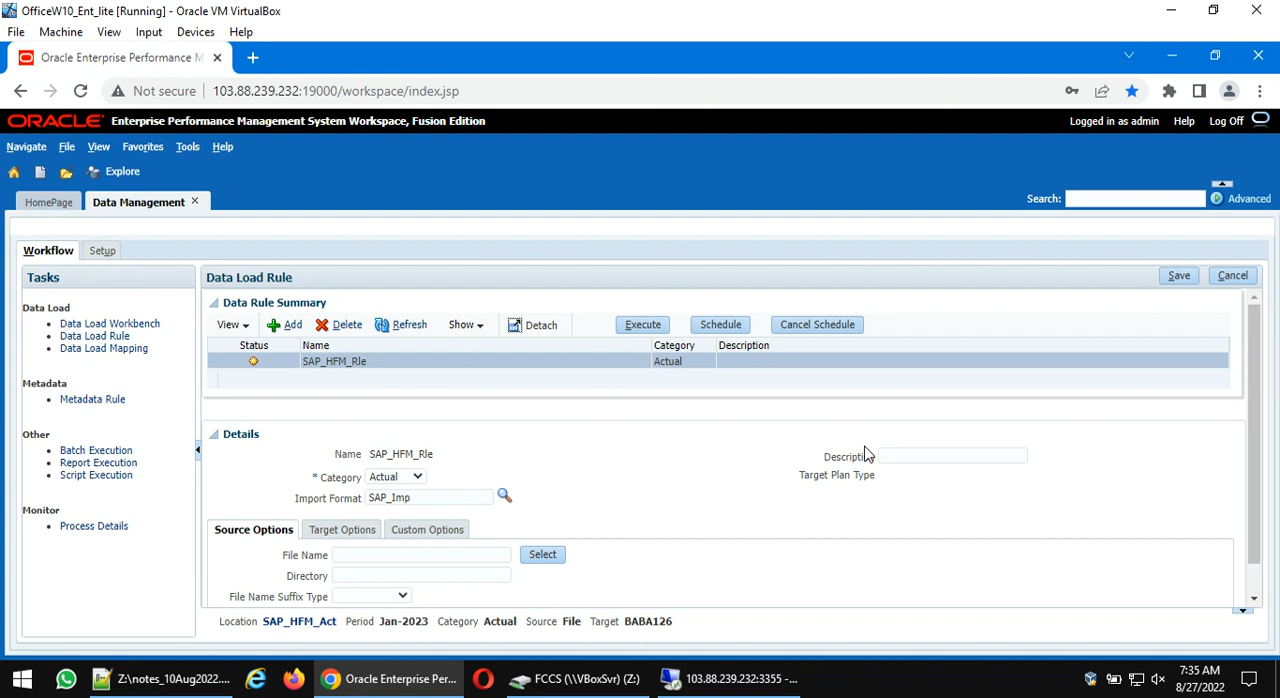 OfficeW10_Ent_lite [Running] - Oracle VM VirtualBox
File Machine View Input Devices Help
Oracle Enterprise Performance M
Not secure 103.88.239.232:19000/workspace/index.jsp
ORACLE Enterprise Performance Management System Workspace, Fusion Edition Logged in as admin Help Log Off
Navigate File View Favorites Tools Help
Explore
HomePage Data Management Search: Advanced
Workflow Setup
Tasks Data Load Rule Save Cancel
Data Load Data Rule Summary
Data Load Workbench View Add Delete Refresh Show Detach Execute Schedule Cancel Schedule
Data Load Rule
Data Load Mapping Status Name Category Description
SAP_HFM_Rle Actual
Metadata
Metadata Rule
Other Details
Batch Execution Name SAP_HFM_Rle Description
Report Execution
Script Execution * Category Actual Target Plan Type
Import Format SAP_Imp
Monitor
Process Details Source Options Target Options Custom Options
File Name Select
Directory
File Name Suffix Type
Location SAP_HFM_Act Period Jan-2023 Category Actual Source File Target BABA126
Z:\notes_10Aug2022.... Oracle Enterprise Per... FCCS (\\VBoxSvr) (Z:) 103.88.239.232:3355 -...
7:35 AM
8/27/2022